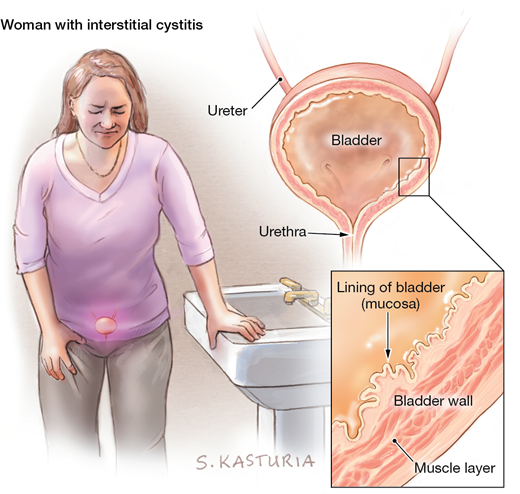 Woman with interstitial cystitis
Ureter
Bladder
Urethra
Lining of bladder
(mucosa)
Bladder wall
Muscle layer
S. KASTURIA